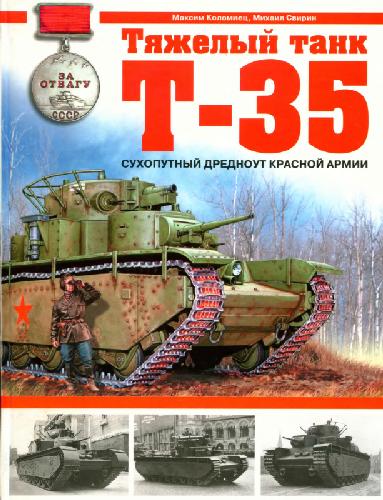 Максим Коломиец, Михаил Свирин
Тяжелый танк
Т-35
СУХОПУТНЫЙ ДРЕДНОУТ КРАСНОЙ АРМИИ
ЗА
ОТВАГУ
СССР